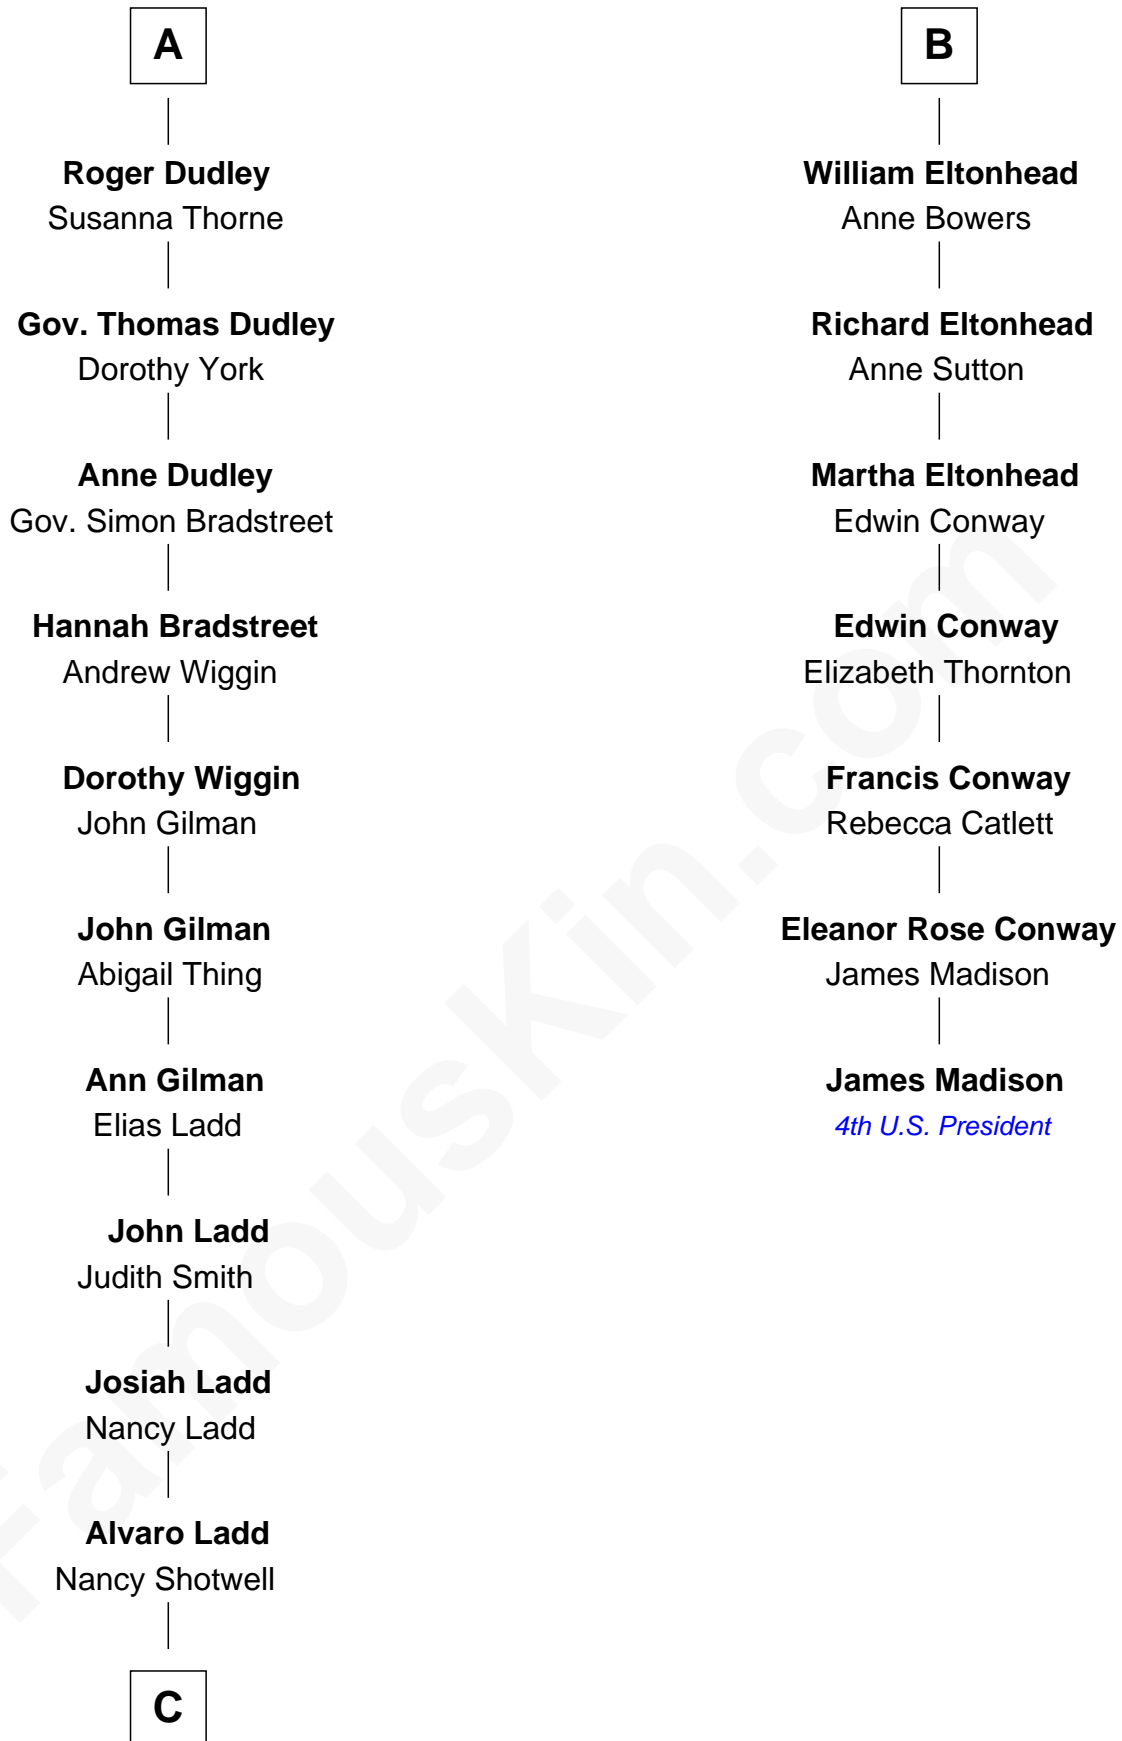 A
Roger Dudley
Susanna Thorne
Gov. Thomas Dudley
Dorothy York
Anne Dudley
Gov. Simon Bradstreet
Hannah Bradstreet
Andrew Wiggin
Dorothy Wiggin
John Gilman
John Gilman
Abigail Thing
Ann Gilman
Elias Ladd
John Ladd
Judith Smith
Josiah Ladd
Nancy Ladd
Alvaro Ladd
Nancy Shotwell
C
B
William Eltonhead
Anne Bowers
Richard Eltonhead
Anne Sutton
Martha Eltonhead
Edwin Conway
Edwin Conway
Elizabeth Thornton
Francis Conway
Rebecca Catlett
Eleanor Rose Conway
James Madison
James Madison
4th U.S. President
FamousKin.com